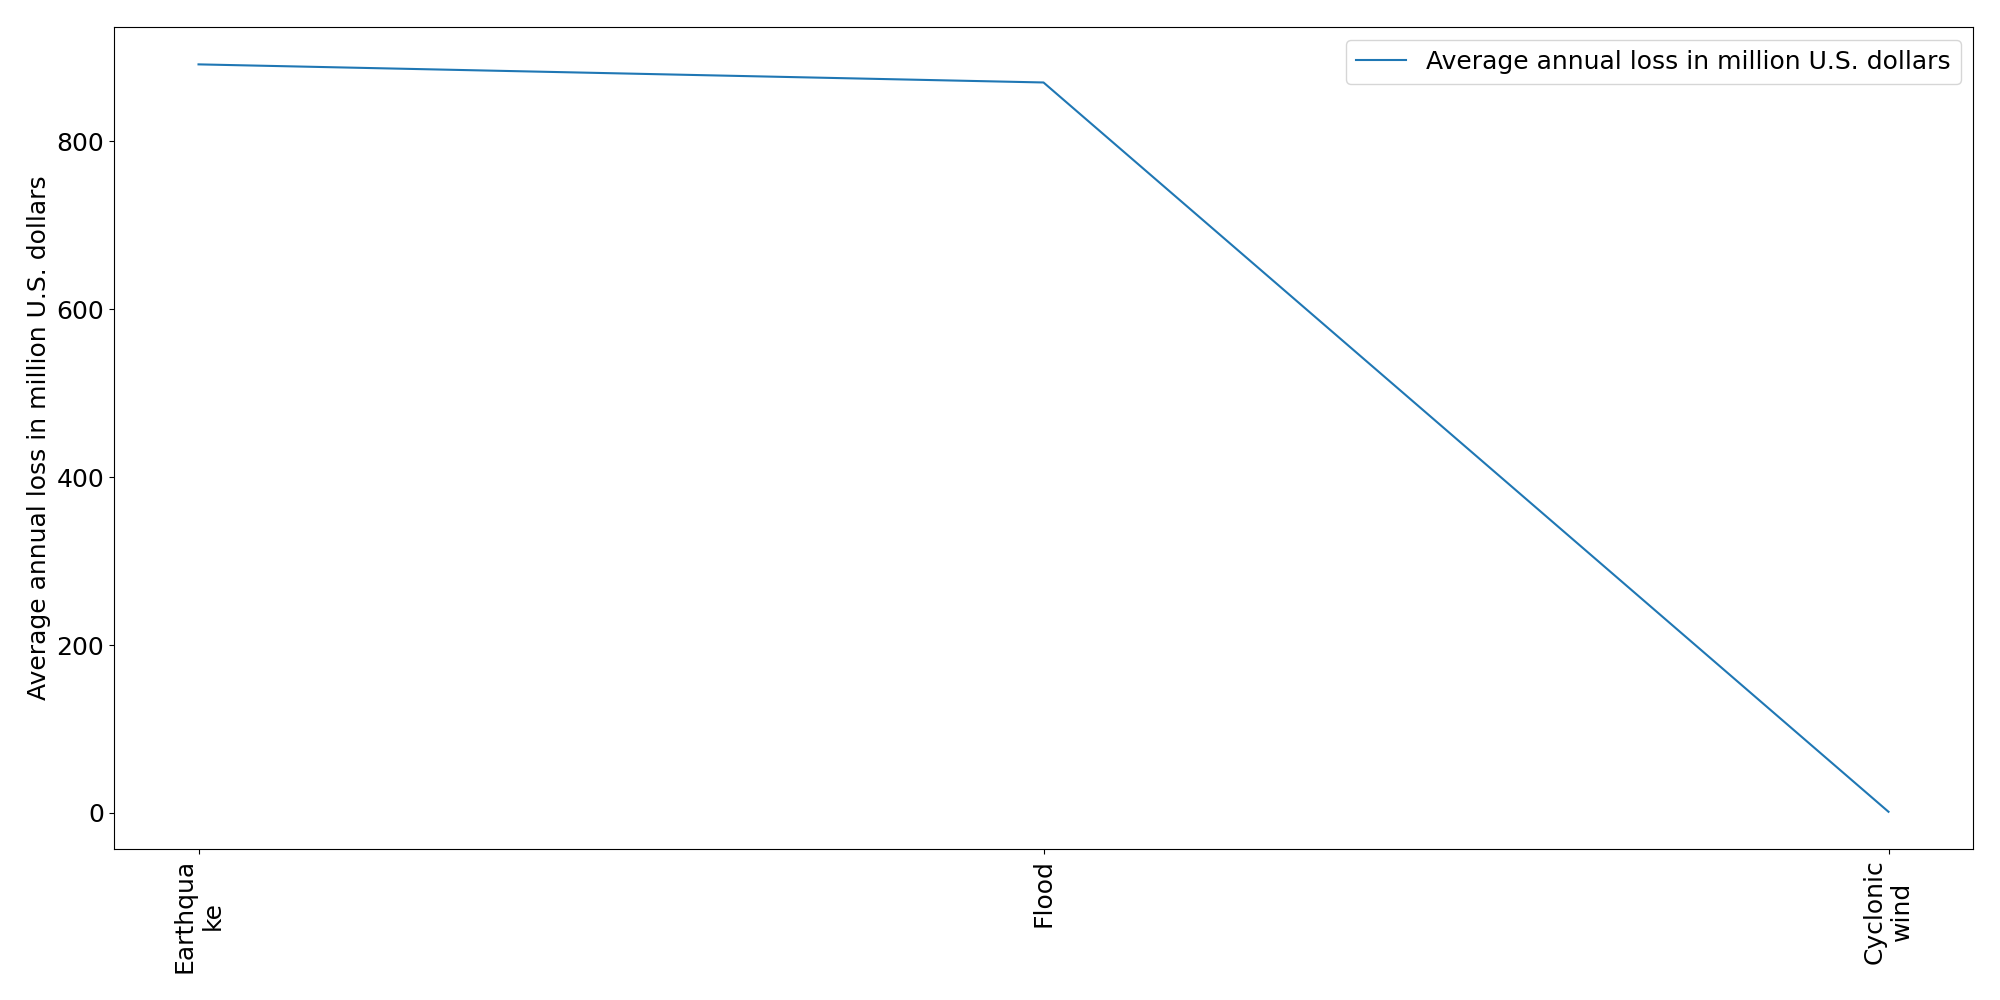 Average annual loss in million U.S. dollars
Average annual loss in million U.S. dollars
800
600
400
200
0
Earthqua
ke
Flood
Cyclonic
wind